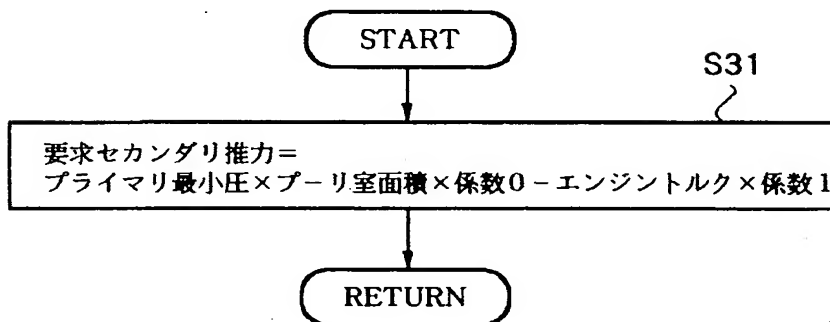 START
S31
要求セカンダリ推力＝
プライマリ最小圧×プーリ室面積×係数０－エンジントルク×係数１
RETURN